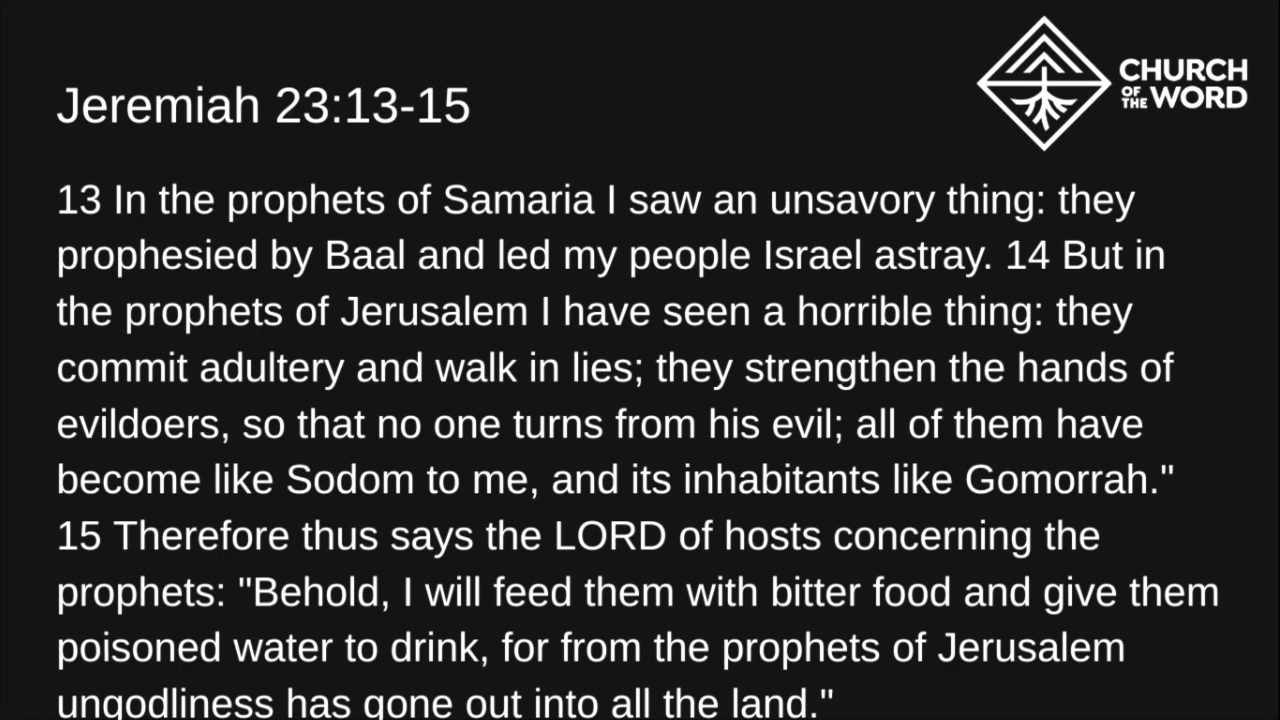 CHURCH
OF THE WORD
Jeremiah 23:13-15
13 In the prophets of Samaria I saw an unsavory thing: they
prophesied by Baal and led my people Israel astray. 14 But in
the prophets of Jerusalem I have seen a horrible thing: they
commit adultery and walk in lies; they strengthen the hands of
evildoers, so that no one turns from his evil; all of them have
become like Sodom to me, and its inhabitants like Gomorrah."
15 Therefore thus says the LORD of hosts concerning the
prophets: "Behold, I will feed them with bitter food and give them
poisoned water to drink, for from the prophets of Jerusalem
ungodliness has gone out into all the land."